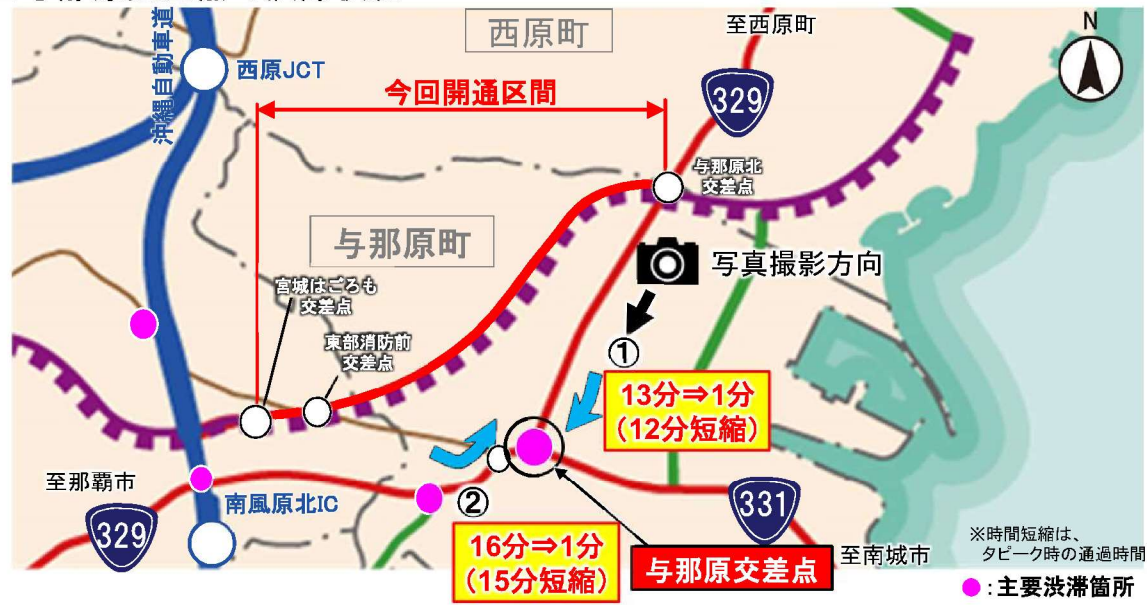 西原町
至西原町
N
沖縄自動車道
西原JCT
今回開通区間
329
与那原北
交差点
与那原町
写真撮影方向
宮城はごろも
交差点
東部消防前
交差点
①
13分⇒1分
(12分短縮)
至那覇市
329
南風原北IC
②
16分⇒1分
(15分短縮)
与那原交差点
331
至南城市
※時間短縮は、
タピーク時の通過時間
:主要渋滞箇所